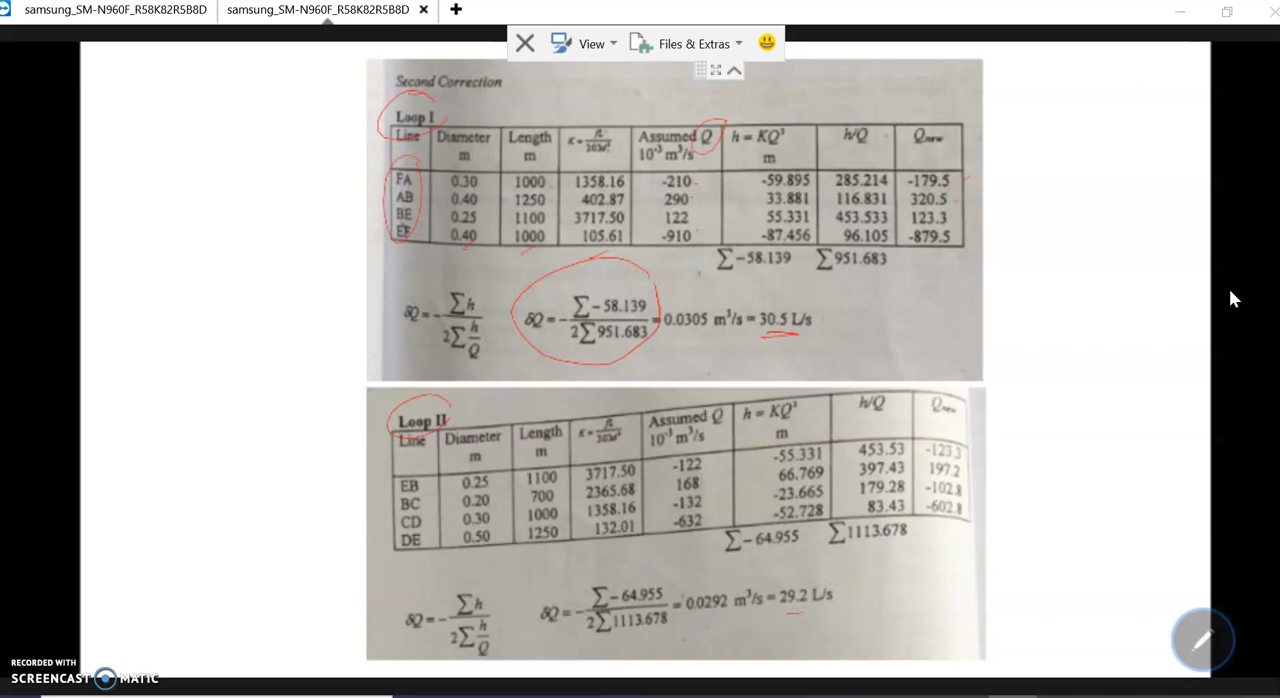 samsung_SM-N960F_R58K82R5B8D samsung_SM-N960F_R58K82R5B8D
View Files & Extras
Second Correction
Loop I
Line Diameter Length Assumed Q h = KQ² h/Q Qnew
m m 10⁻³ m³/s m
FA 0.30 1000 1358.16 -210 -59.895 285.214 -179.5
AB 0.40 1250 402.87 290 33.881 116.831 320.5
BE 0.25 1100 3717.50 122 55.331 453.533 123.3
EF 0.40 1000 105.61 -910 -87.456 96.105 -879.5
∑-58.139 ∑951.683
δQ = - ∑h / 2∑ h/Q δQ = - ∑-58.139 / 2∑951.683 = 0.0305 m³/s = 30.5 L/s
Loop II
Line Diameter Length Assumed Q h = KQ² h/Q Qnew
m m 10⁻³ m³/s m
EB 0.25 1100 3717.50 -122 -55.331 453.53 -123.3
BC 0.20 700 2365.68 168 66.769 397.43 197.2
CD 0.30 1000 1358.16 -132 -23.665 179.28 -102.8
DE 0.50 1250 132.01 -632 -52.728 83.43 -602.8
∑-64.955 ∑1113.678
δQ = - ∑h / 2∑ h/Q δQ = - ∑-64.955 / 2∑1113.678 = 0.0292 m³/s = 29.2 L/s
RECORDED WITH
SCREENCAST MATIC